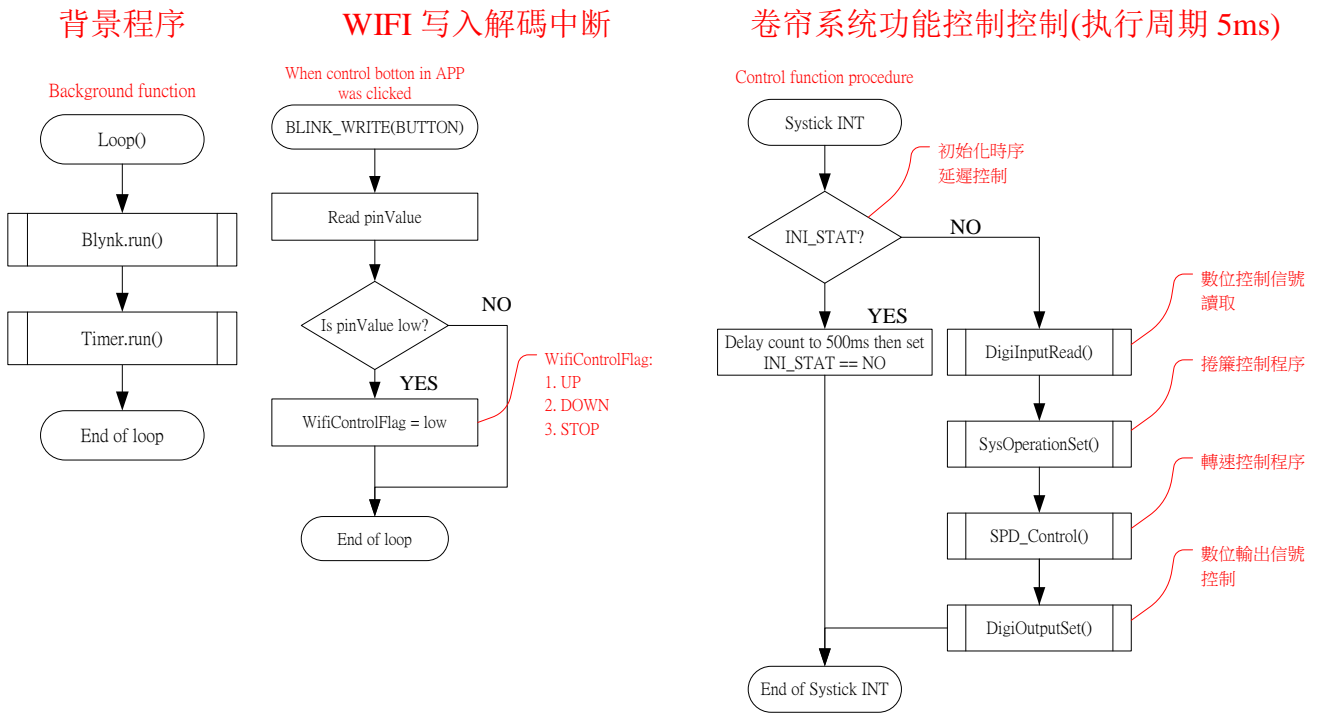 背景程序
Background function
Loop()
Blynk.run()
Timer.run()
End of loop
WIFI 写入解碼中断
When control botton in APP
was clicked
BLINK_WRITE(BUTTON)
Read pinValue
Is pinValue low?
NO
YES
WifiControlFlag = low
WifiControlFlag:
1. UP
2. DOWN
3. STOP
End of loop
卷帘系统功能控制控制(执行周期 5ms)
Control function procedure
Systick INT
初始化時序
延遲控制
INI_STAT?
NO
YES
Delay count to 500ms then set
INI_STAT == NO
數位控制信號
讀取
DigiInputRead()
捲簾控制程序
SysOperationSet()
轉速控制程序
SPD_Control()
數位輸出信號
控制
DigiOutputSet()
End of Systick INT